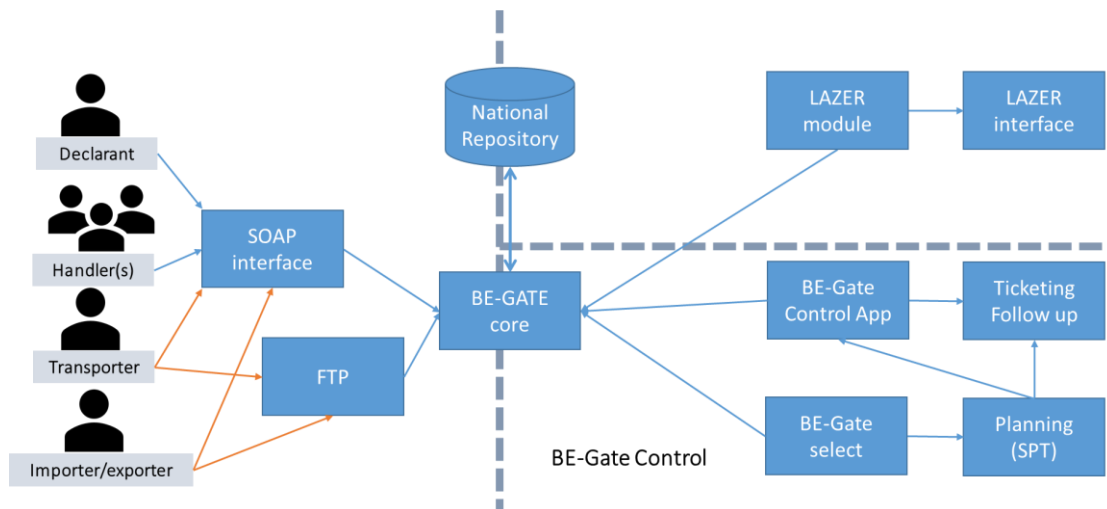 Declarant
Handler(s)
Transporter
Importer/exporter
SOAP
interface
FTP
National
Repository
BE-GATE
core
LAZER
module
LAZER
interface
BE-Gate
Control App
Ticketing
Follow up
BE-Gate
select
Planning
(SPT)
BE-Gate Control